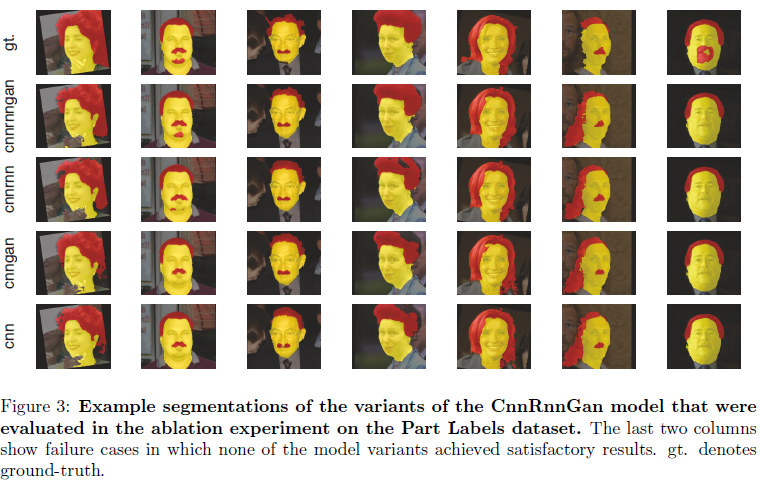 gt.
cnnrnngan
cnnrnn
cnngan
cnn
Figure 3: Example segmentations of the variants of the CnnRnnGan model that were
evaluated in the ablation experiment on the Part Labels dataset. The last two columns
show failure cases in which none of the model variants achieved satisfactory results. gt. denotes
ground-truth.